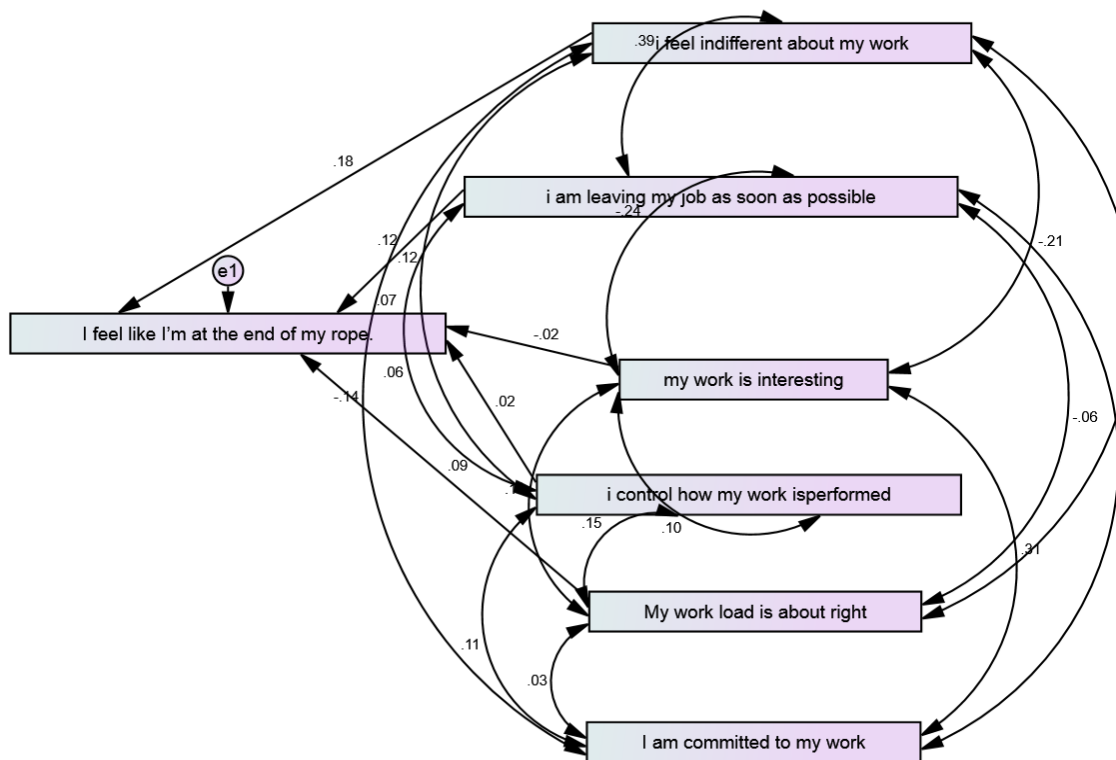 .39
i feel indifferent about my work
.18
i am leaving my job as soon as possible
-.24
.12
.12
-.21
e1
.07
I feel like I'm at the end of my rope.
-.02
.06
my work is interesting
-.14
.02
-.06
.09
i control how my work isperformed
.15
.10
.31
My work load is about right
.11
.03
I am committed to my work